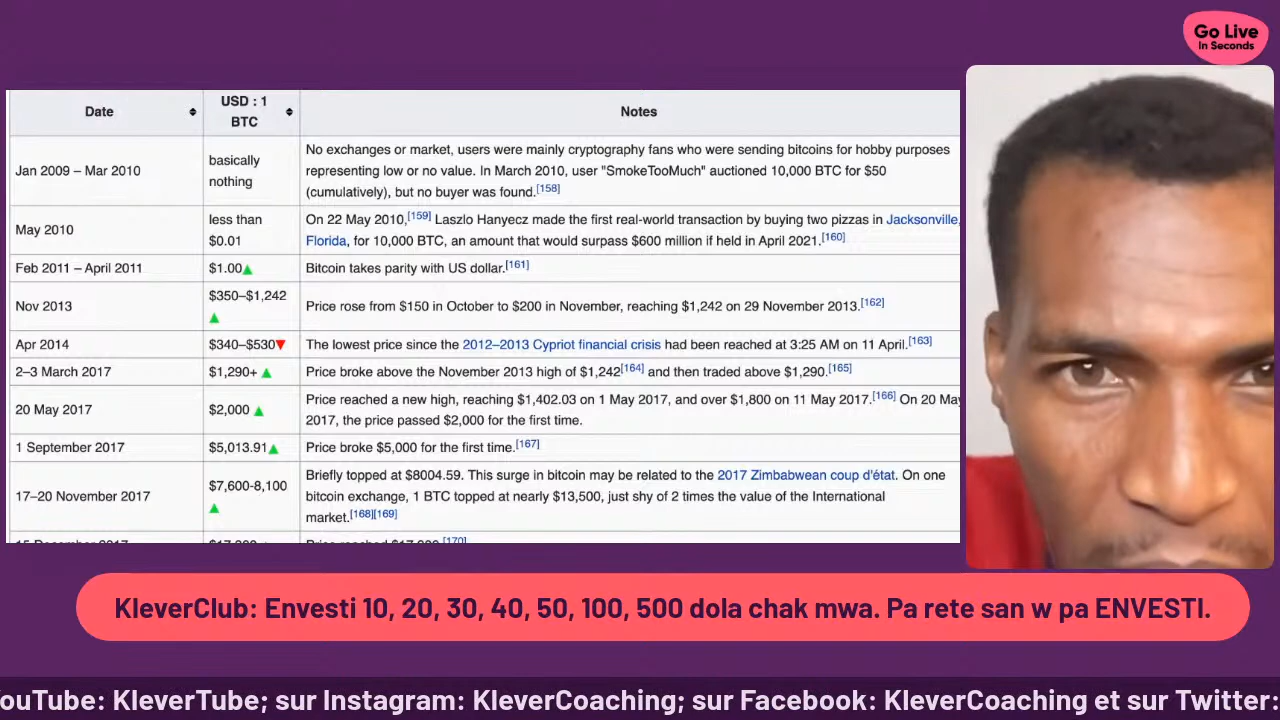 Go Live
In Seconds
Date
USD : 1
BTC
Notes
Jan 2009 – Mar 2010
basically
nothing
No exchanges or market, users were mainly cryptography fans who were sending bitcoins for hobby purposes
representing low or no value. In March 2010, user "SmokeTooMuch" auctioned 10,000 BTC for $50
(cumulatively), but no buyer was found.[158]
May 2010
less than
$0.01
On 22 May 2010,[159] Laszlo Hanyecz made the first real-world transaction by buying two pizzas in Jacksonville,
Florida, for 10,000 BTC, an amount that would surpass $600 million if held in April 2021.[160]
Feb 2011 – April 2011
$1.00▲
Bitcoin takes parity with US dollar.[161]
Nov 2013
$350–$1,242
▲
Price rose from $150 in October to $200 in November, reaching $1,242 on 29 November 2013.[162]
Apr 2014
$340–$530▼
The lowest price since the 2012–2013 Cypriot financial crisis had been reached at 3:25 AM on 11 April.[163]
2–3 March 2017
$1,290+ ▲
Price broke above the November 2013 high of $1,242[164] and then traded above $1,290.[165]
20 May 2017
$2,000 ▲
Price reached a new high, reaching $1,402.03 on 1 May 2017, and over $1,800 on 11 May 2017.[166] On 20 May
2017, the price passed $2,000 for the first time.
1 September 2017
$5,013.91▲
Price broke $5,000 for the first time.[167]
17–20 November 2017
$7,600-8,100
▲
Briefly topped at $8004.59. This surge in bitcoin may be related to the 2017 Zimbabwean coup d'état. On one
bitcoin exchange, 1 BTC topped at nearly $13,500, just shy of 2 times the value of the International
market.[168][169]
KleverClub: Envesti 10, 20, 30, 40, 50, 100, 500 dola chak mwa. Pa rete san w pa ENVESTI.
ouTube: KleverTube; sur Instagram: KleverCoaching; sur Facebook: KleverCoaching et sur Twitter: